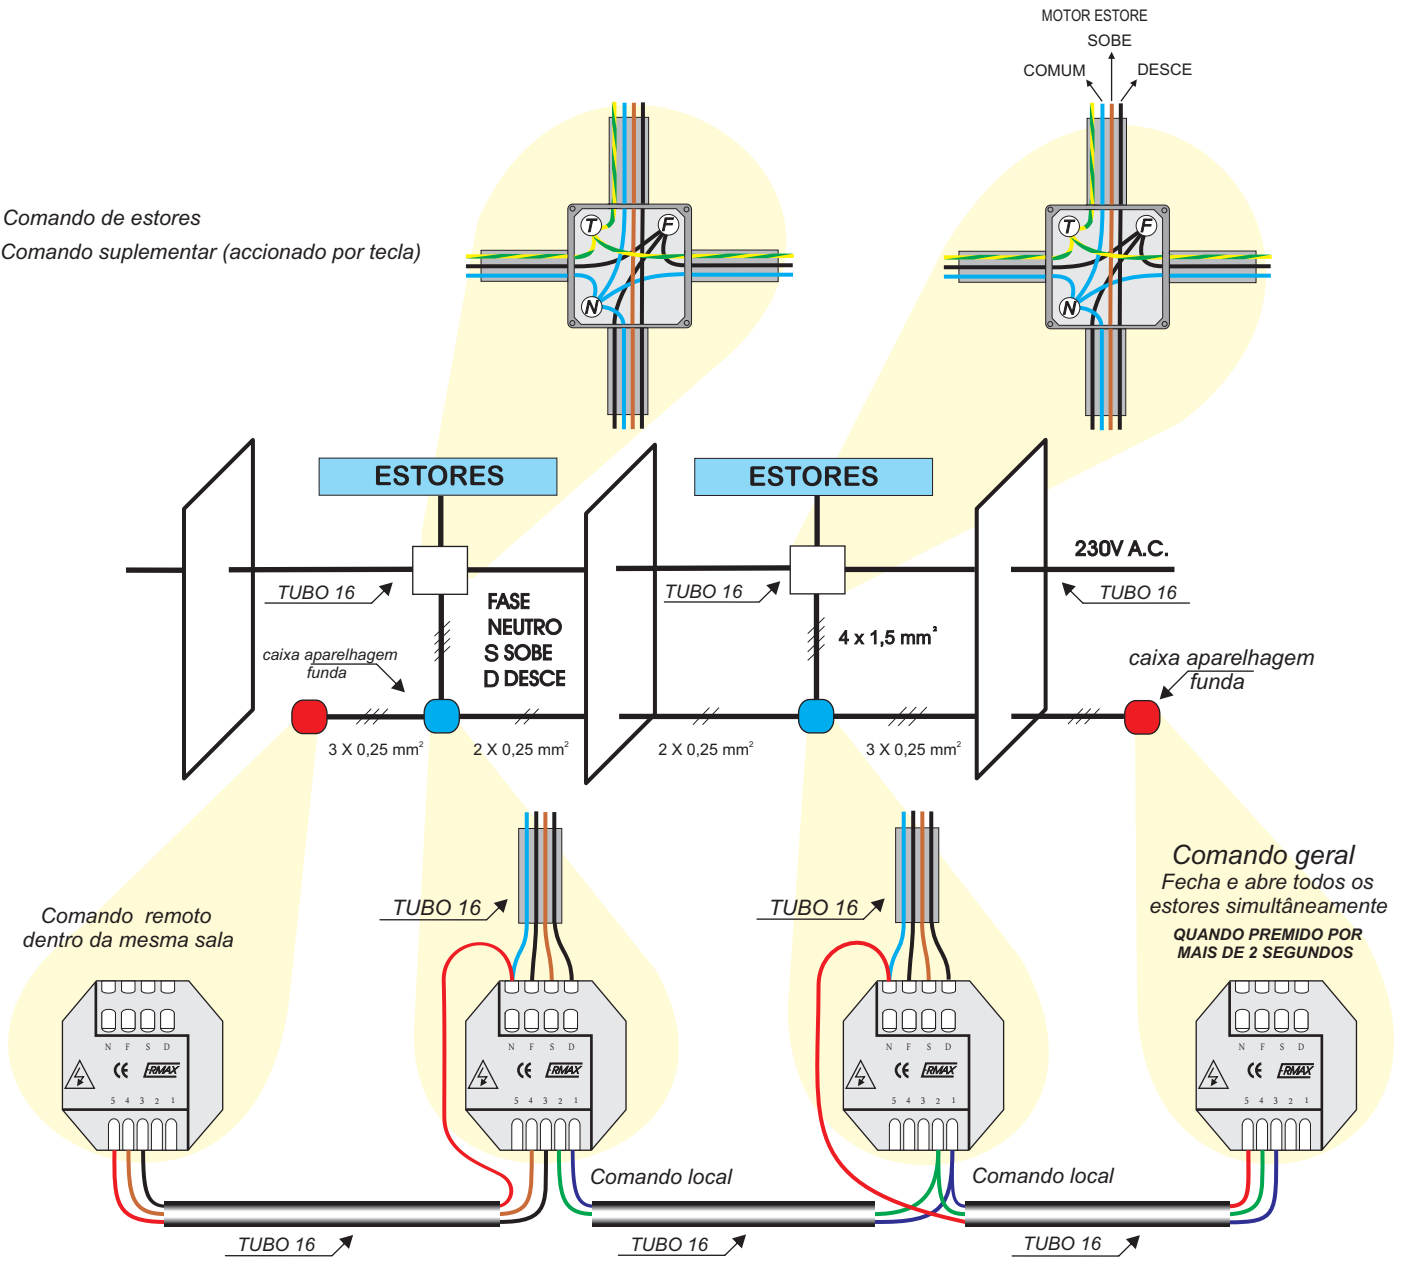 MOTOR ESTORE
SOBE
COMUM
DESCE
Comando de estores
Comando suplementar (accionado por tecla)
T
F
N
T
F
N
ESTORES
ESTORES
230V A.C.
TUBO 16
TUBO 16
TUBO 16
FASE
NEUTRO
S SOBE
D DESCE
4 x 1,5 mm²
caixa aparelhagem
funda
caixa aparelhagem
funda
3 X 0,25 mm²
2 X 0,25 mm²
2 X 0,25 mm²
3 X 0,25 mm²
Comando geral
Fecha e abre todos os
estores simultâneamente
QUANDO PREMIDO POR
MAIS DE 2 SEGUNDOS
TUBO 16
TUBO 16
Comando remoto
dentro da mesma sala
N F S D
CE ERMAX
5 4 3 2 1
N F S D
CE ERMAX
5 4 3 2 1
N F S D
CE ERMAX
5 4 3 2 1
N F S D
CE ERMAX
5 4 3 2 1
Comando local
Comando local
TUBO 16
TUBO 16
TUBO 16